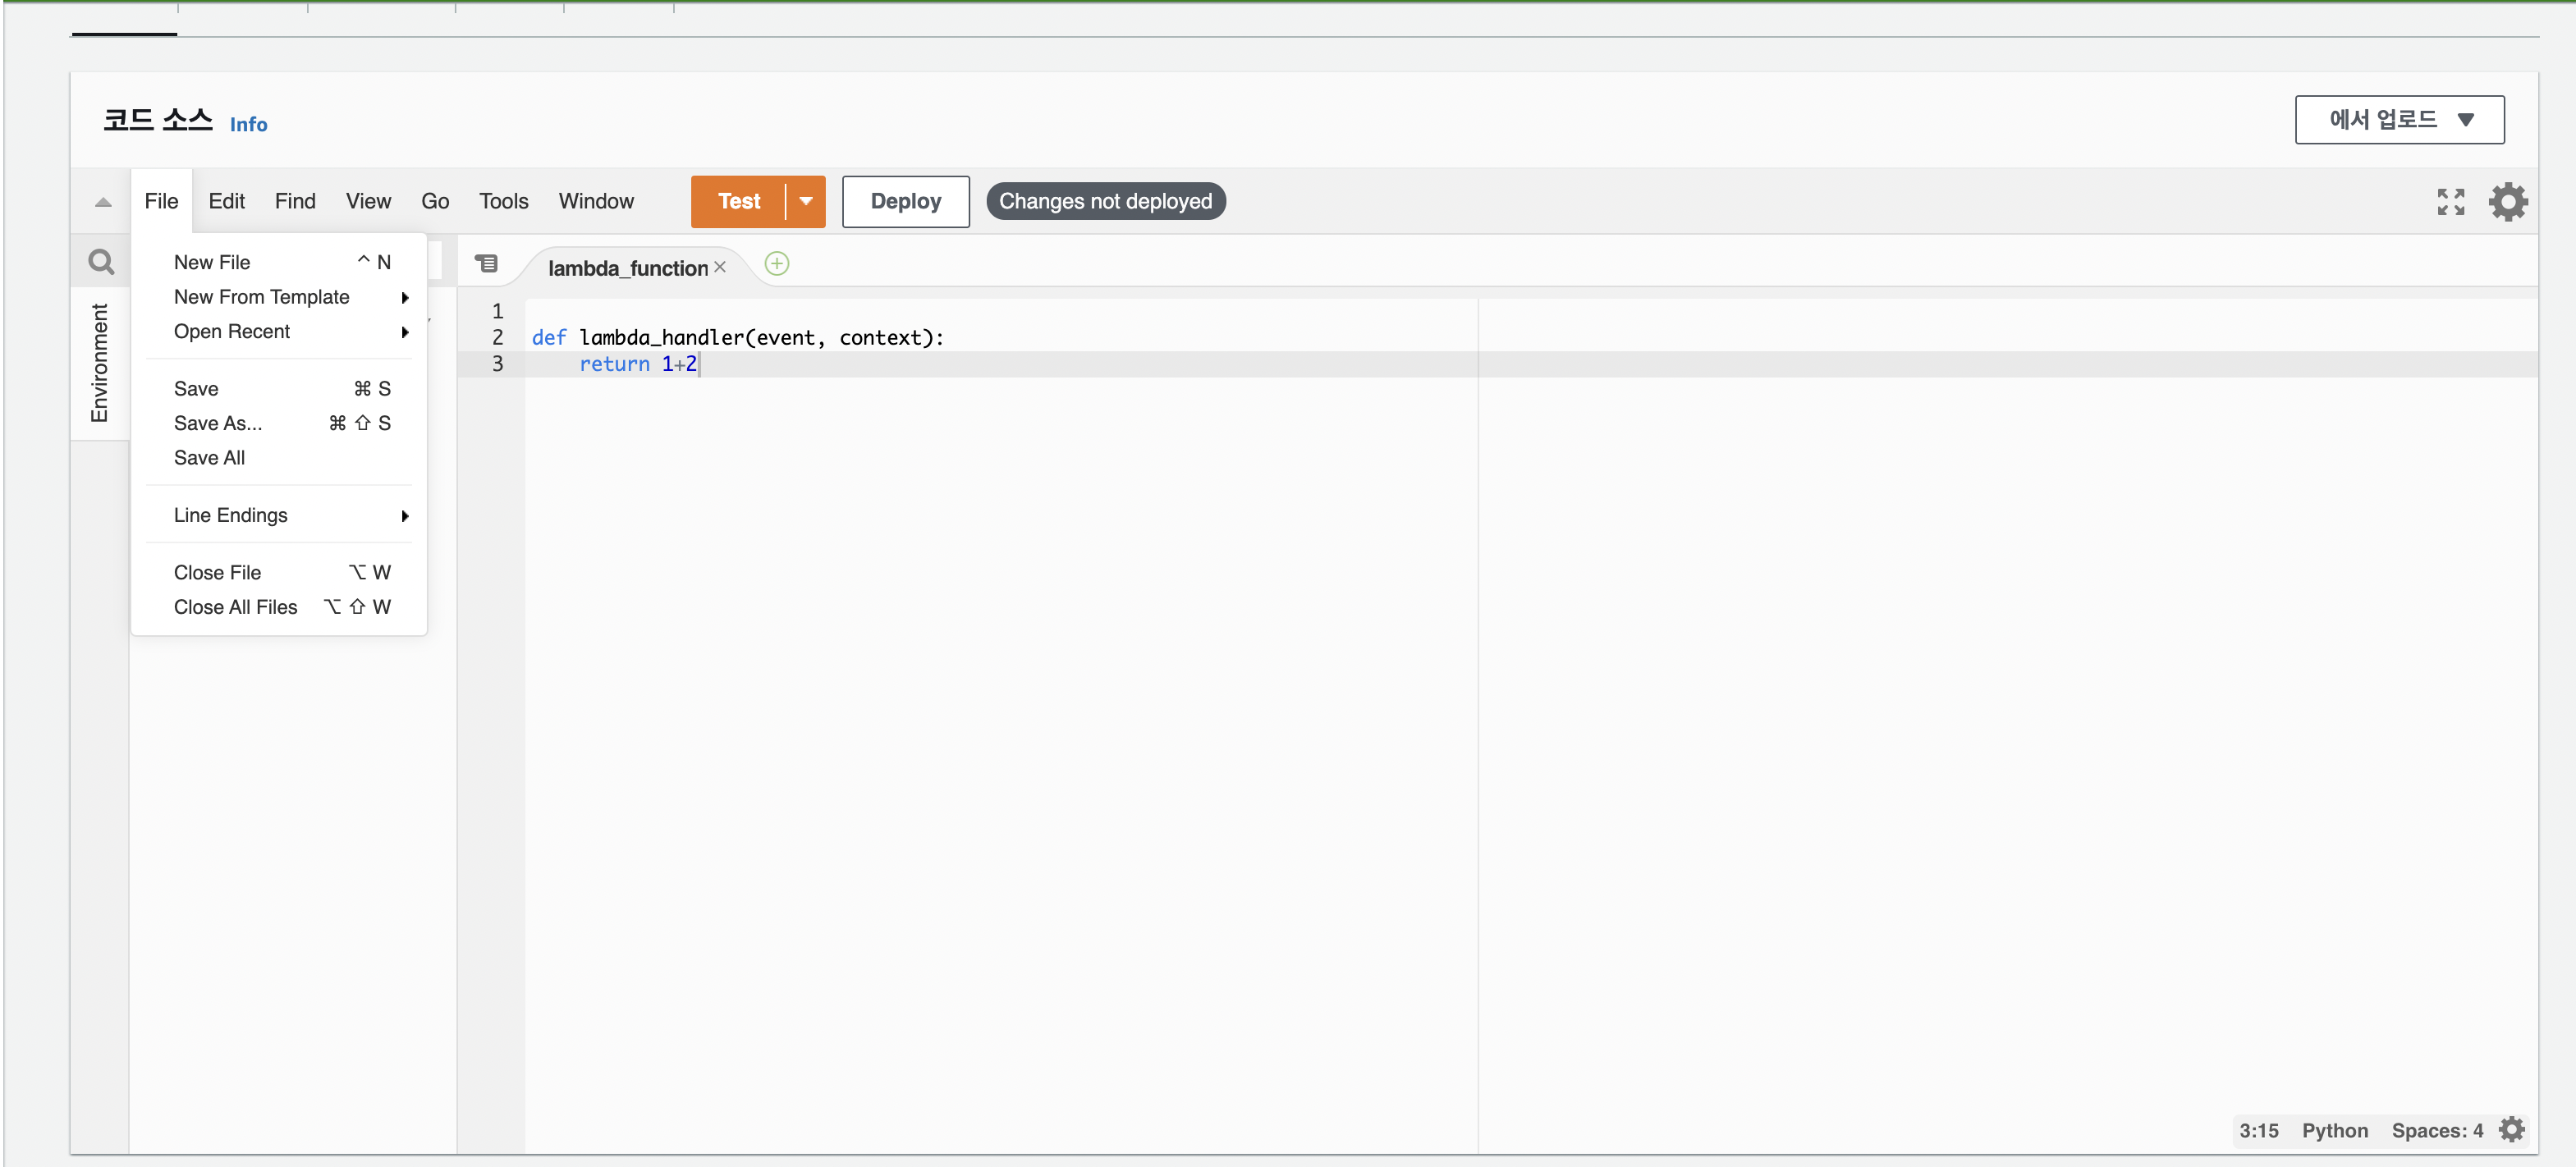 코드 소스 Info
에서 업로드
File Edit Find View Go Tools Window Test Deploy Changes not deployed
New File ^ N
New From Template
Open Recent
Save ⌘ S
Save As... ⌘ ⇧ S
Save All
Line Endings
Close File ⌥ W
Close All Files ⌥ ⇧ W
Environment
lambda_function
1
2 def lambda_handler(event, context):
3 return 1+2
3:15 Python Spaces: 4